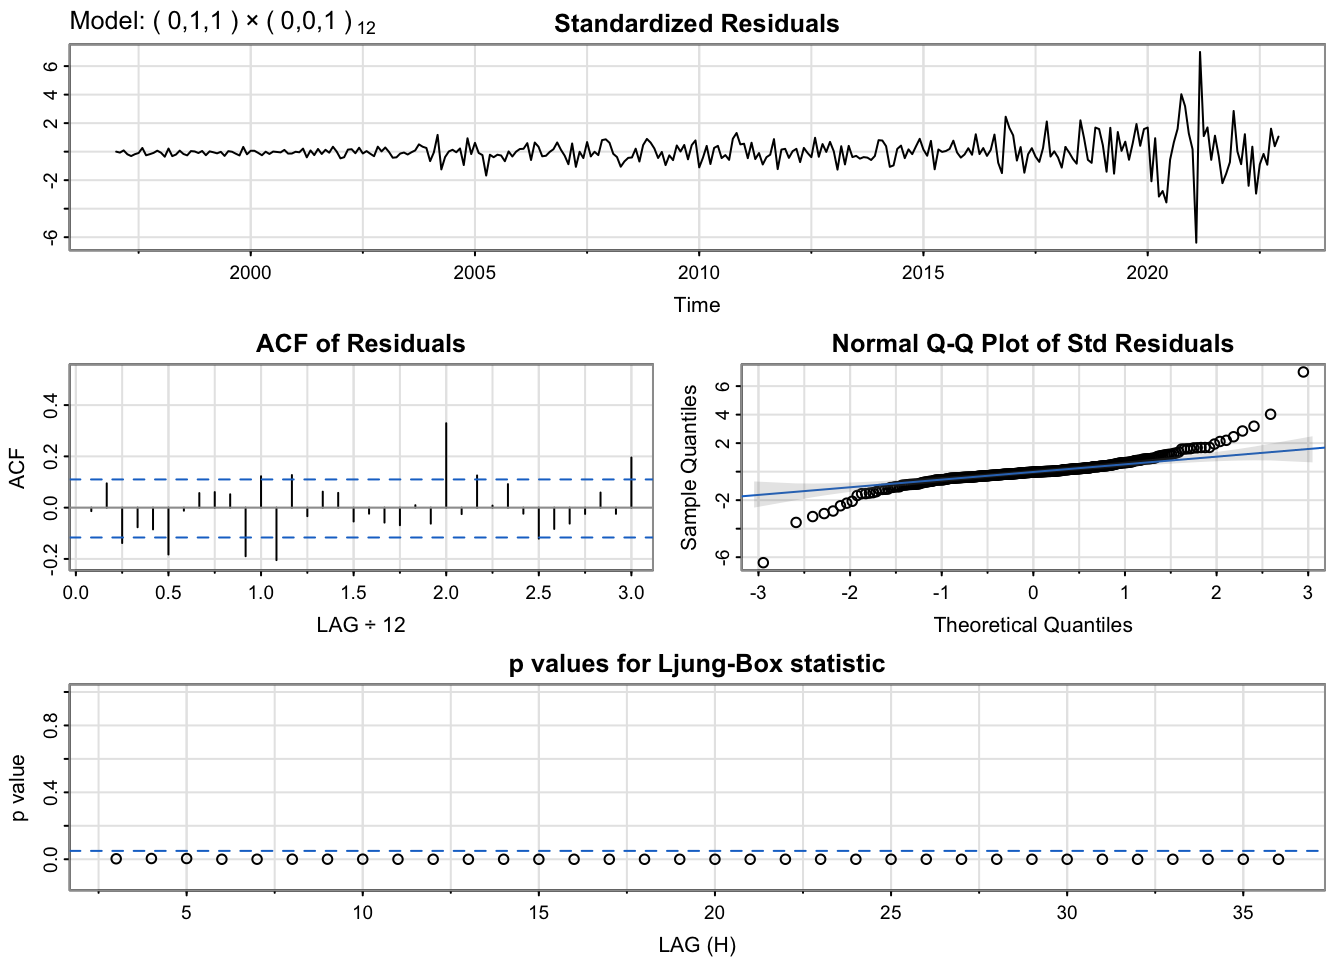 Model: ( 0,1,1 ) × ( 0,0,1 ) 12
Standardized Residuals
6
4
2
-2
-6
2000 2005 2010 2015 2020
Time
ACF of Residuals
ACF
0.4
0.2
0.0
-0.2
0.0 0.5 1.0 1.5 2.0 2.5 3.0
LAG ÷ 12
Normal Q-Q Plot of Std Residuals
Sample Quantiles
6
4
2
-2
-6
-3 -2 -1 0 1 2 3
Theoretical Quantiles
p values for Ljung-Box statistic
p value
0.8
0.4
0.0
5 10 15 20 25 30 35
LAG (H)